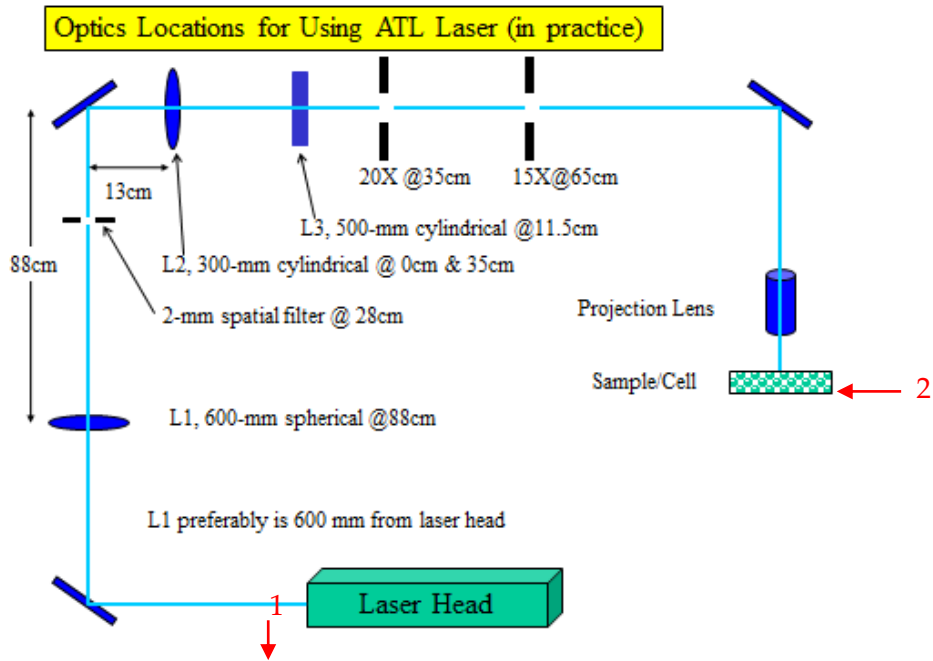 Optics Locations for Using ATL Laser (in practice)
20X @35cm
15X@65cm
13cm
L3, 500-mm cylindrical @11.5cm
88cm
L2, 300-mm cylindrical @ 0cm & 35cm
2-mm spatial filter @ 28cm
Projection Lens
Sample/Cell
2
L1, 600-mm spherical @88cm
L1 preferably is 600 mm from laser head
1
Laser Head